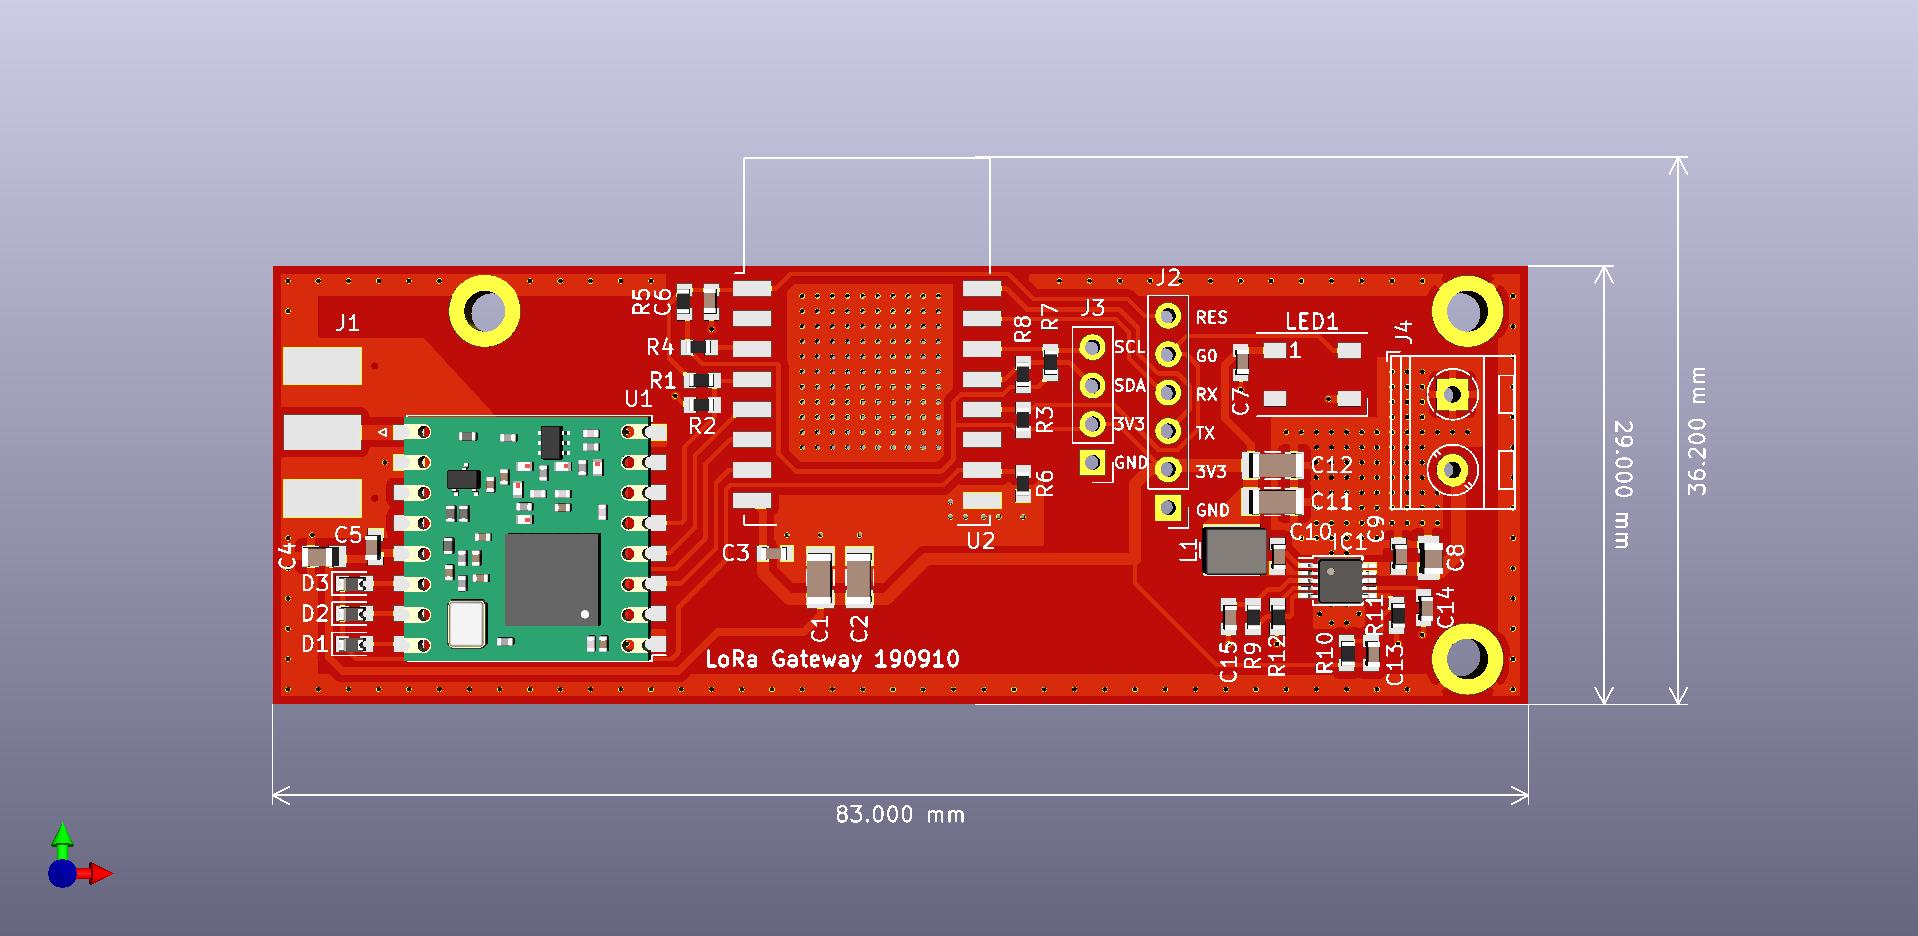 36.200 mm
29.000 mm
J2
R5
C6
J1
R4
R1
R2
U1
R8
R7
J3
SCL
SDA
3V3
GND
R3
R6
RES
GO
RX
TX
3V3
GND
LED1
1
J4
C7
C12
C11
C10
C9
IC1
C8
L1
C5
C4
D3
D2
D1
C3
U2
C1
C2
C14
R11
C15
R9
R12
R10
C13
LoRa Gateway 190910
83.000 mm